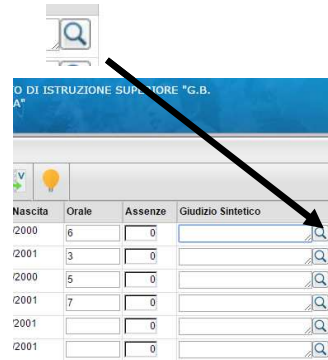 O DI ISTRUZIONE SUPERIORE "G.B.
A"
V
Nascita Orale Assenze Giudizio Sintetico
/2000 6 0
/2001 3 0
/2000 5 0
/2001 7 0
/2001 0
/2001 0